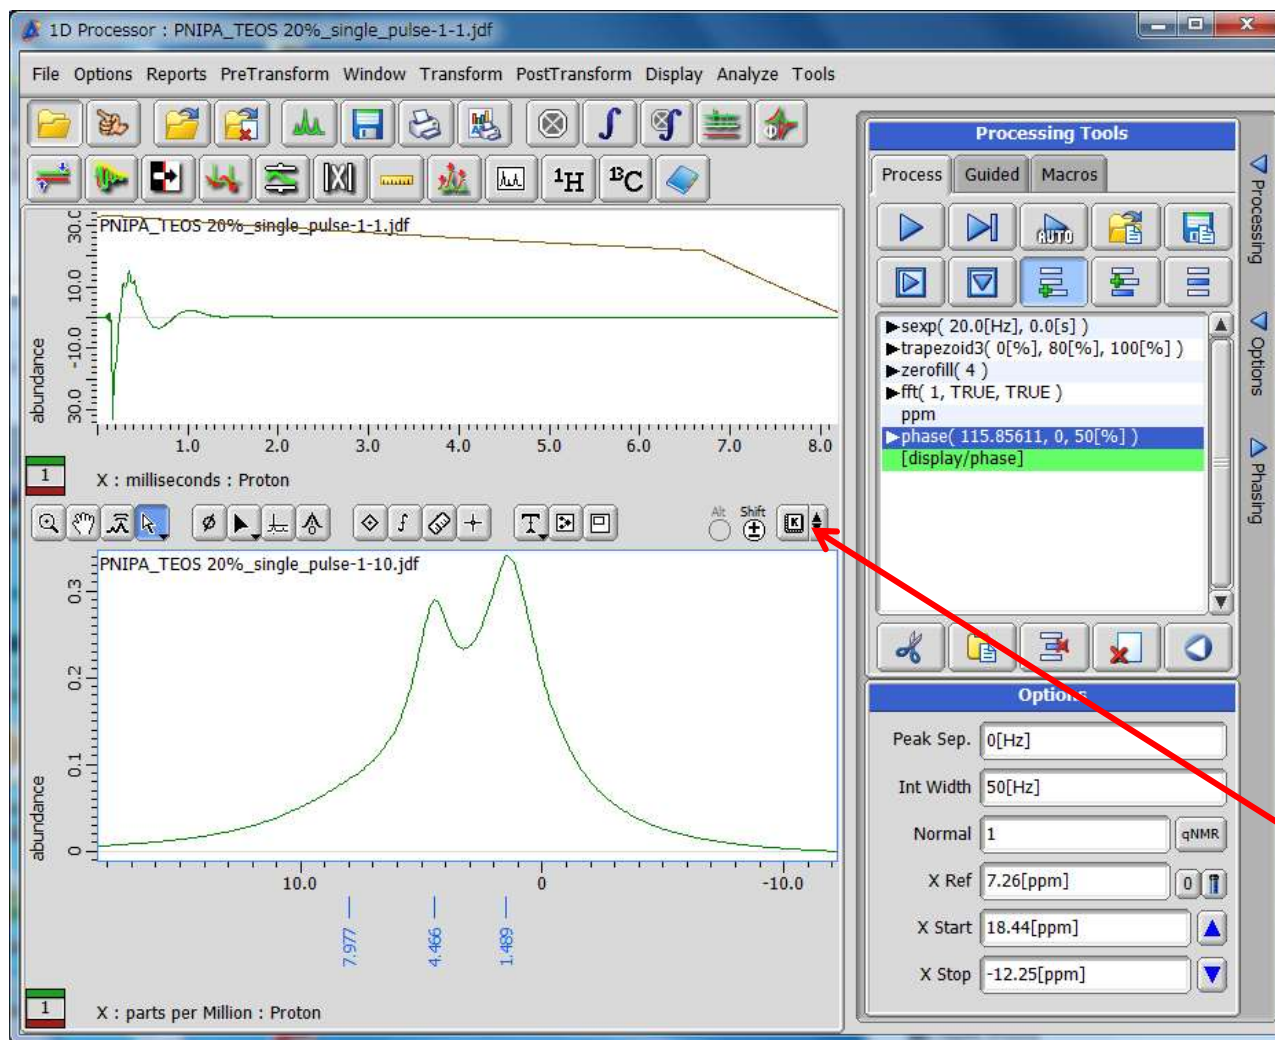 1D Processor : PNIPA_TEOS 20%_single_pulse-1-1.jdf
File Options Reports PreTransform Window Transform PostTransform Display Analyze Tools
¹H ¹³C
PNIPA_TEOS 20%_single_pulse-1-1.jdf
abundance
30.0 10.0 -10.0 30.0
1.0 2.0 3.0 4.0 5.0 6.0 7.0 8.0
1
X : milliseconds : Proton
Alt Shift
K
PNIPA_TEOS 20%_single_pulse-1-10.jdf
abundance
0.3 0.2 0.1 0
10.0 0 -10.0
7.977 4.466 1.489
1
X : parts per Million : Proton
Processing Tools
Process Guided Macros
AUTO
sexp( 20.0[Hz], 0.0[s] )
trapezoid3( 0[%], 80[%], 100[%] )
zerofill( 4 )
fft( 1, TRUE, TRUE )
ppm
phase( 115.85611, 0, 50[%] )
[display/phase]
Options
Peak Sep. 0[Hz]
Int Width 50[Hz]
Normal 1 qNMR
X Ref 7.26[ppm] 0
X Start 18.44[ppm]
X Stop -12.25[ppm]
Processing
Options
Phasing